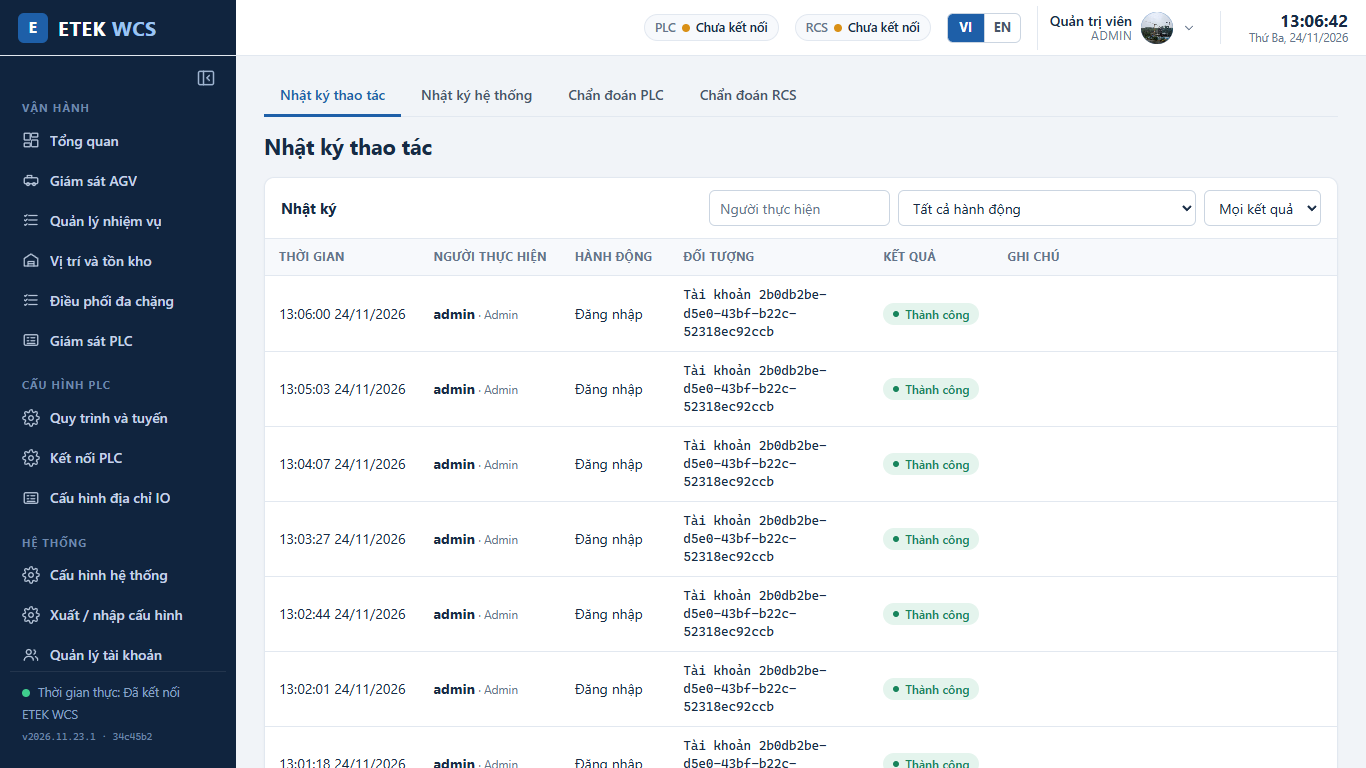 E ETEK WCS
PLC Chưa kết nối RCS Chưa kết nối VI EN Quản trị viên ADMIN 13:06:42 Thứ Ba, 24/11/2026
VẬN HÀNH
Tổng quan
Giám sát AGV
Quản lý nhiệm vụ
Vị trí và tồn kho
Điều phối đa chặng
Giám sát PLC
CẤU HÌNH PLC
Quy trình và tuyến
Kết nối PLC
Cấu hình địa chỉ IO
HỆ THỐNG
Cấu hình hệ thống
Xuất / nhập cấu hình
Quản lý tài khoản
Thời gian thực: Đã kết nối
ETEK WCS
v2026.11.23.1 · 34c45b2
Nhật ký thao tác Nhật ký hệ thống Chẩn đoán PLC Chẩn đoán RCS
Nhật ký thao tác
Nhật ký Người thực hiện Tất cả hành động Mọi kết quả
THỜI GIAN NGƯỜI THỰC HIỆN HÀNH ĐỘNG ĐỐI TƯỢNG KẾT QUẢ GHI CHÚ
13:06:00 24/11/2026 admin · Admin Đăng nhập Tài khoản 2b0db2be-
d5e0-43bf-b22c-
52318ec92ccb Thành công
13:05:03 24/11/2026 admin · Admin Đăng nhập Tài khoản 2b0db2be-
d5e0-43bf-b22c-
52318ec92ccb Thành công
13:04:07 24/11/2026 admin · Admin Đăng nhập Tài khoản 2b0db2be-
d5e0-43bf-b22c-
52318ec92ccb Thành công
13:03:27 24/11/2026 admin · Admin Đăng nhập Tài khoản 2b0db2be-
d5e0-43bf-b22c-
52318ec92ccb Thành công
13:02:44 24/11/2026 admin · Admin Đăng nhập Tài khoản 2b0db2be-
d5e0-43bf-b22c-
52318ec92ccb Thành công
13:02:01 24/11/2026 admin · Admin Đăng nhập Tài khoản 2b0db2be-
d5e0-43bf-b22c-
52318ec92ccb Thành công
13:01:18 24/11/2026 admin · Admin Đăng nhập Tài khoản 2b0db2be-
d5e0-43bf-b22c- Thành công